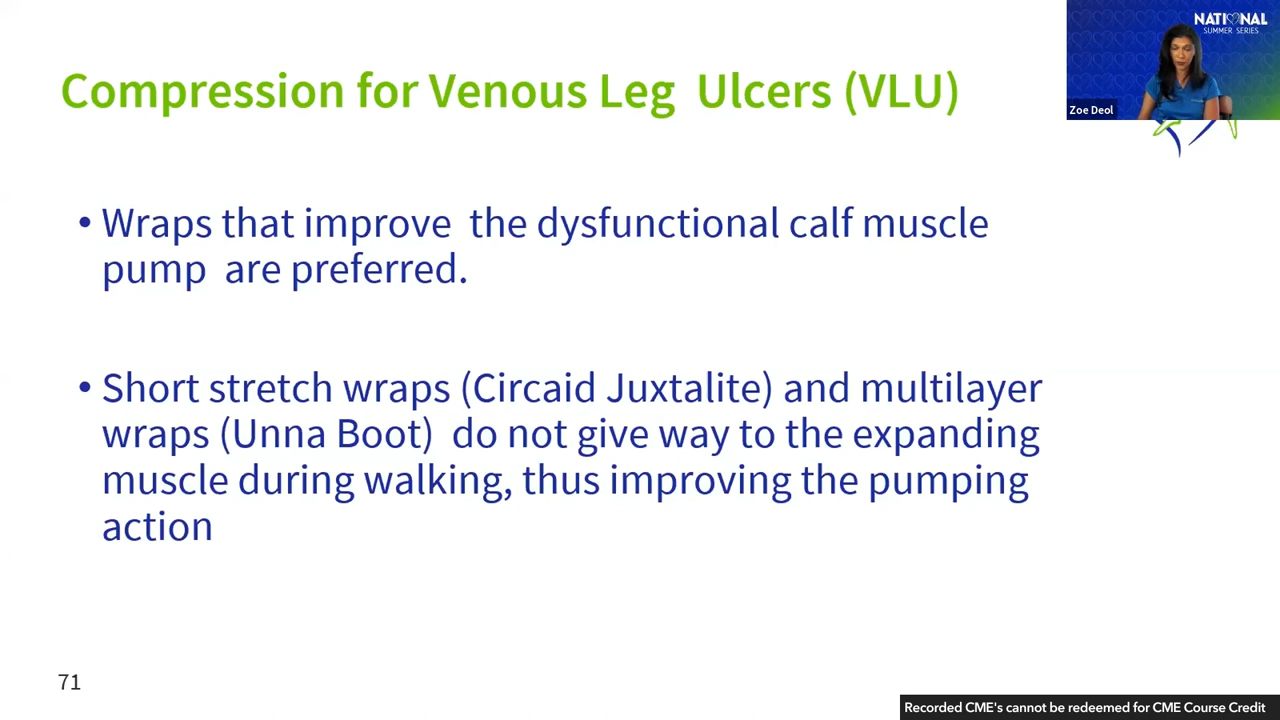 NATIONAL
SUMMER SERIES
Zoe Deol
Compression for Venous Leg Ulcers (VLU)
• Wraps that improve the dysfunctional calf muscle
pump are preferred.
• Short stretch wraps (Circaid Juxtalite) and multilayer
wraps (Unna Boot) do not give way to the expanding
muscle during walking, thus improving the pumping
action
71
Recorded CME's cannot be redeemed for CME Course Credit